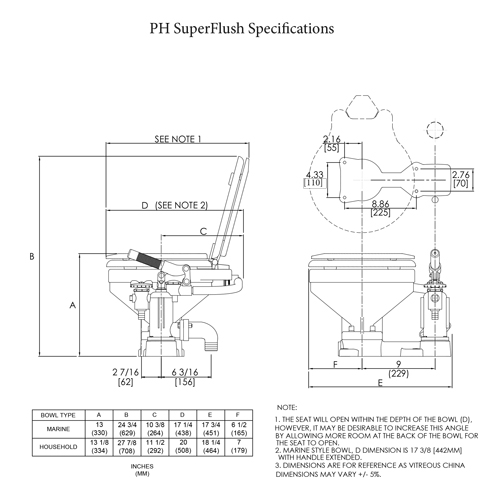 PH SuperFlush Specifications
SEE NOTE 1
2.16
[55]
4.33
[110]
2.76
[70]
8.86
[225]
D (SEE NOTE 2)
C
B
A
2 7/16
[62]
6 3/16
[156]
F
9
(229)
E
BOWL TYPE A B C D E F
MARINE 13 (330) 24 3/4 (629) 10 3/8 (264) 17 1/4 (438) 17 3/4 (451) 6 1/2 (165)
HOUSEHOLD 13 1/8 (334) 27 7/8 (708) 11 1/2 (292) 20 (508) 18 1/4 (464) 7 (179)
INCHES
(MM)
NOTE:
1. THE SEAT WILL OPEN WITHIN THE DEPTH OF THE BOWL (D),
HOWEVER, IT MAY BE DESIRABLE TO INCREASE THIS ANGLE
BY ALLOWING MORE ROOM AT THE BACK OF THE BOWL FOR
THE SEAT TO OPEN.
2. MARINE STYLE BOWL, D DIMENSION IS 17 3/8 [442MM]
WITH HANDLE EXTENDED.
3. DIMENSIONS ARE FOR REFERENCE AS VITREOUS CHINA
DIMENSIONS MAY VARY +/- 5%.